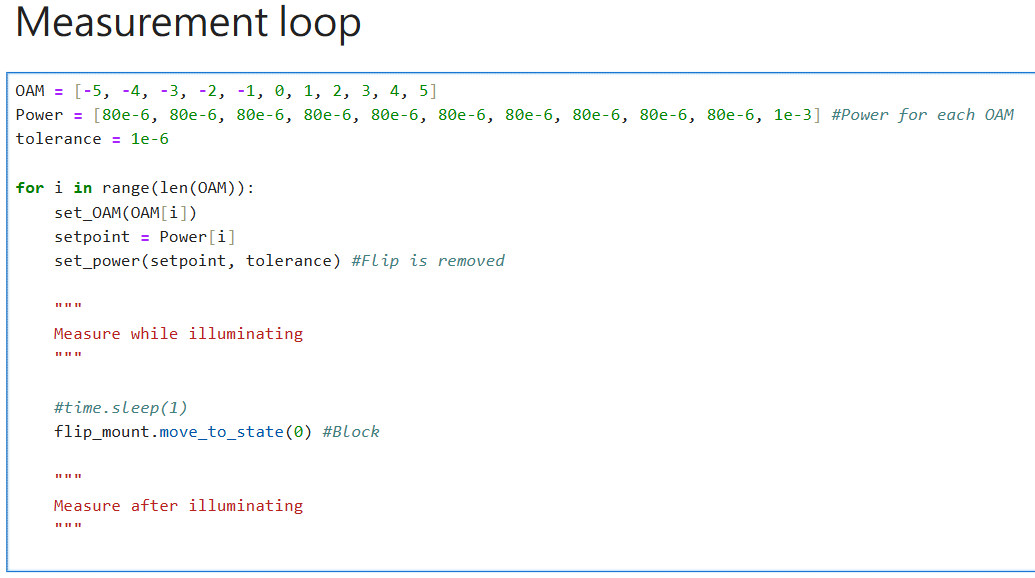 Measurement loop
OAM = [-5, -4, -3, -2, -1, 0, 1, 2, 3, 4, 5]
Power = [80e-6, 80e-6, 80e-6, 80e-6, 80e-6, 80e-6, 80e-6, 80e-6, 80e-6, 80e-6, 1e-3] #Power for each OAM
tolerance = 1e-6
for i in range(len(OAM)):
    set_OAM(OAM[i])
    setpoint = Power[i]
    set_power(setpoint, tolerance) #Flip is removed
    """
    Measure while illuminating
    """
    #time.sleep(1)
    flip_mount.move_to_state(0) #Block
    """
    Measure after illuminating
    """